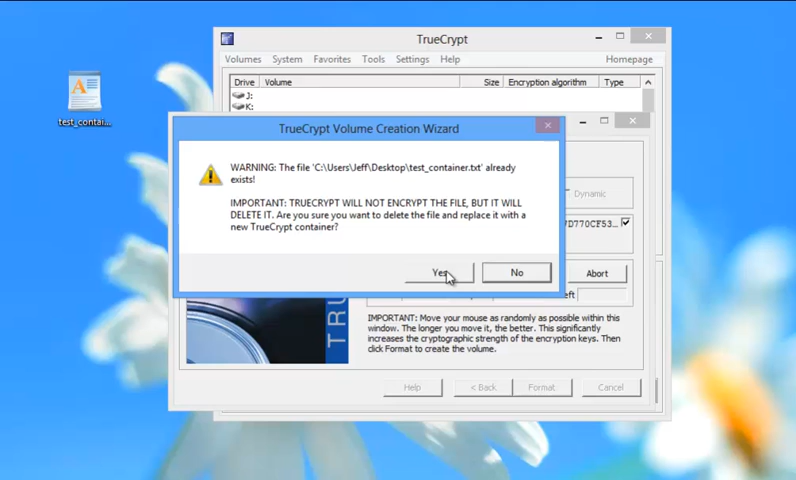 TrueCrypt
Volumes System Favorites Tools Settings Help Homepage
Drive Volume Size Encryption algorithm Type
J:
K:
test_contai...
TrueCrypt Volume Creation Wizard
WARNING: The file 'C:\Users\Jeff\Desktop\test_container.txt' already
exists!
IMPORTANT: TRUECRYPT WILL NOT ENCRYPT THE FILE, BUT IT WILL
DELETE IT. Are you sure you want to delete the file and replace it with a
new TrueCrypt container?
Yes No
Dynamic
D770CF53...
Abort
eft
TRU
IMPORTANT: Move your mouse as randomly as possible within this
window. The longer you move it, the better. This significantly
increases the cryptographic strength of the encryption keys. Then
click Format to create the volume.
Help < Back Format Cancel